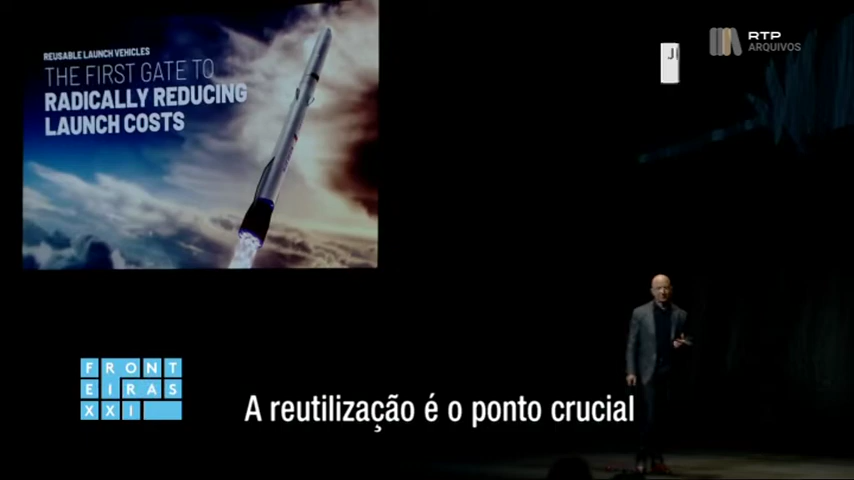 REUSABLE LAUNCH VEHICLES
THE FIRST GATE TO
RADICALLY REDUCING
LAUNCH COSTS
RTP
ARQUIVOS
FRONT
EIRAS
XXI
A reutilização é o ponto crucial